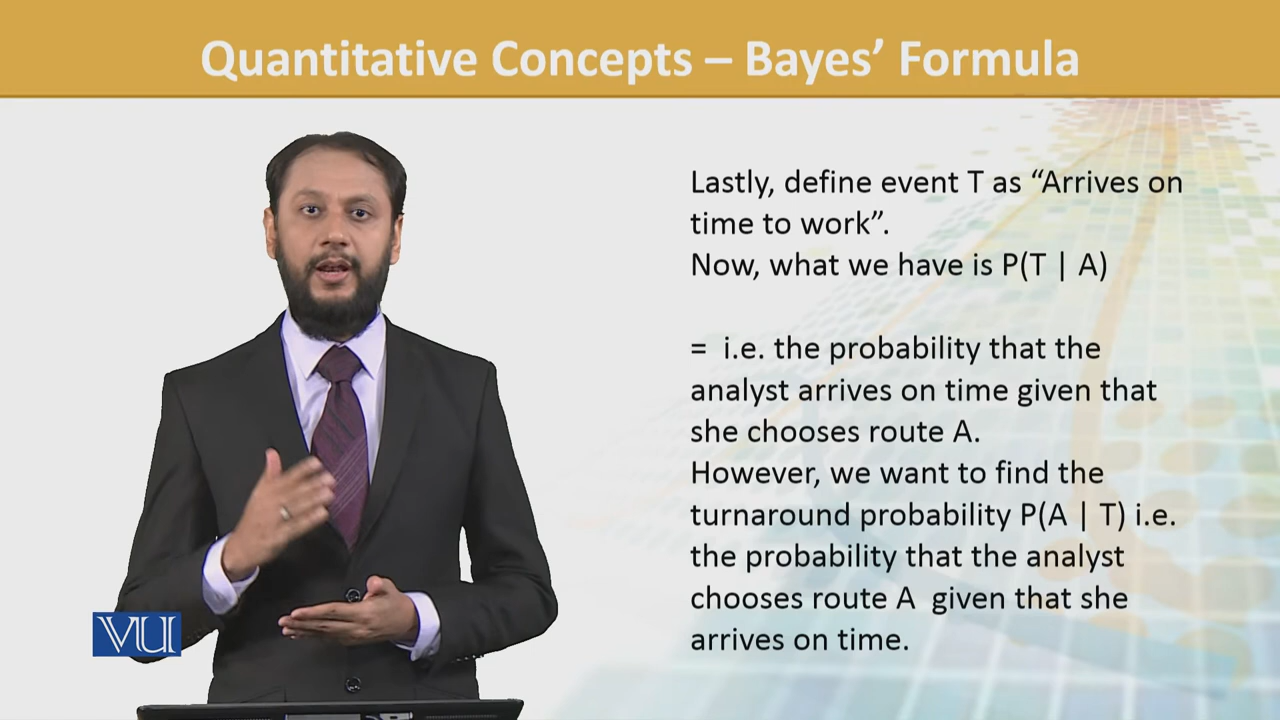 Quantitative Concepts – Bayes’ Formula
Lastly, define event T as “Arrives on
time to work”.
Now, what we have is P(T | A)
= i.e. the probability that the
analyst arrives on time given that
she chooses route A.
However, we want to find the
turnaround probability P(A | T) i.e.
the probability that the analyst
chooses route A given that she
arrives on time.
VU